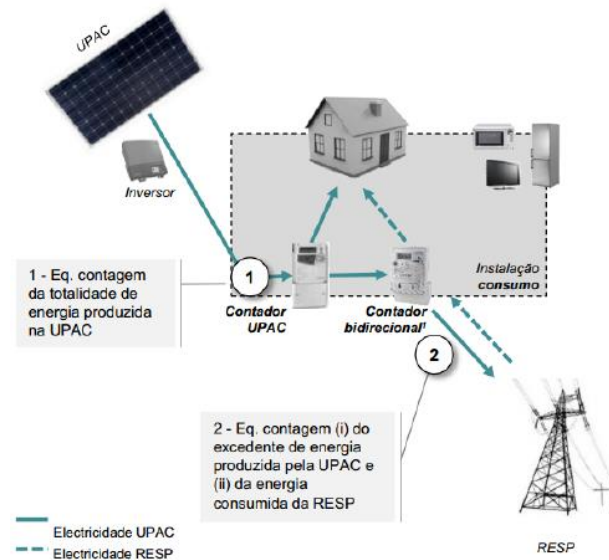 UPAC
Inversor
1 - Eq. contagem
da totalidade de
energia produzida
na UPAC
1
Contador
UPAC
Contador
bidirecional¹
Instalação
consumo
2
2 - Eq. contagem (i) do
excedente de energia
produzida pela UPAC e
(ii) da energia
consumida da RESP
Electricidade UPAC
Electricidade RESP
RESP